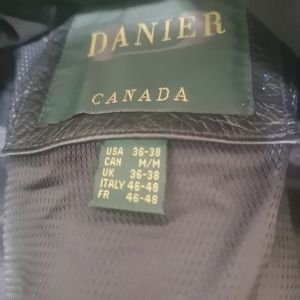 DANIER
CANADA
USA 36-38
CAN M/M
UK 36-38
ITALY 46-48
FR 46-48